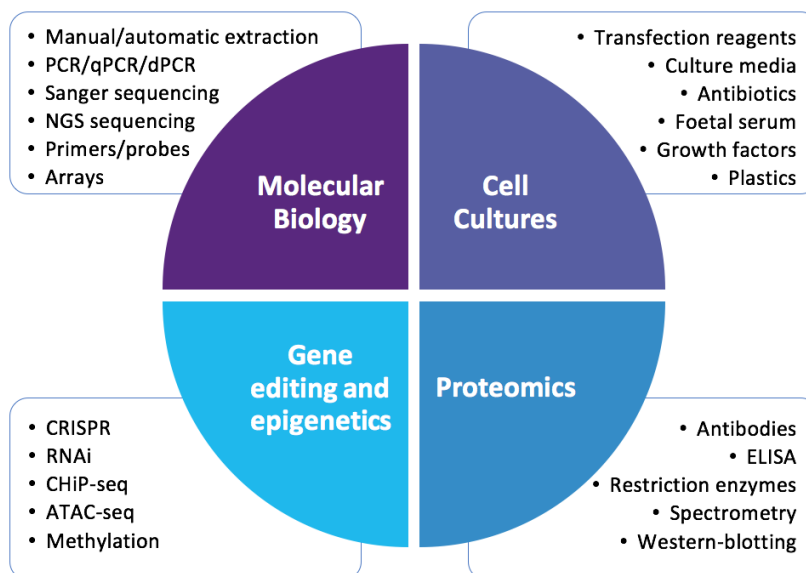 • Manual/automatic extraction
• PCR/qPCR/dPCR
• Sanger sequencing
• NGS sequencing
• Primers/probes
• Arrays
• Transfection reagents
• Culture media
• Antibiotics
• Foetal serum
• Growth factors
• Plastics
Molecular
Biology
Cell
Cultures
Gene
editing and
epigenetics
Proteomics
• CRISPR
• RNAi
• CHiP-seq
• ATAC-seq
• Methylation
• Antibodies
• ELISA
• Restriction enzymes
• Spectrometry
• Western-blotting